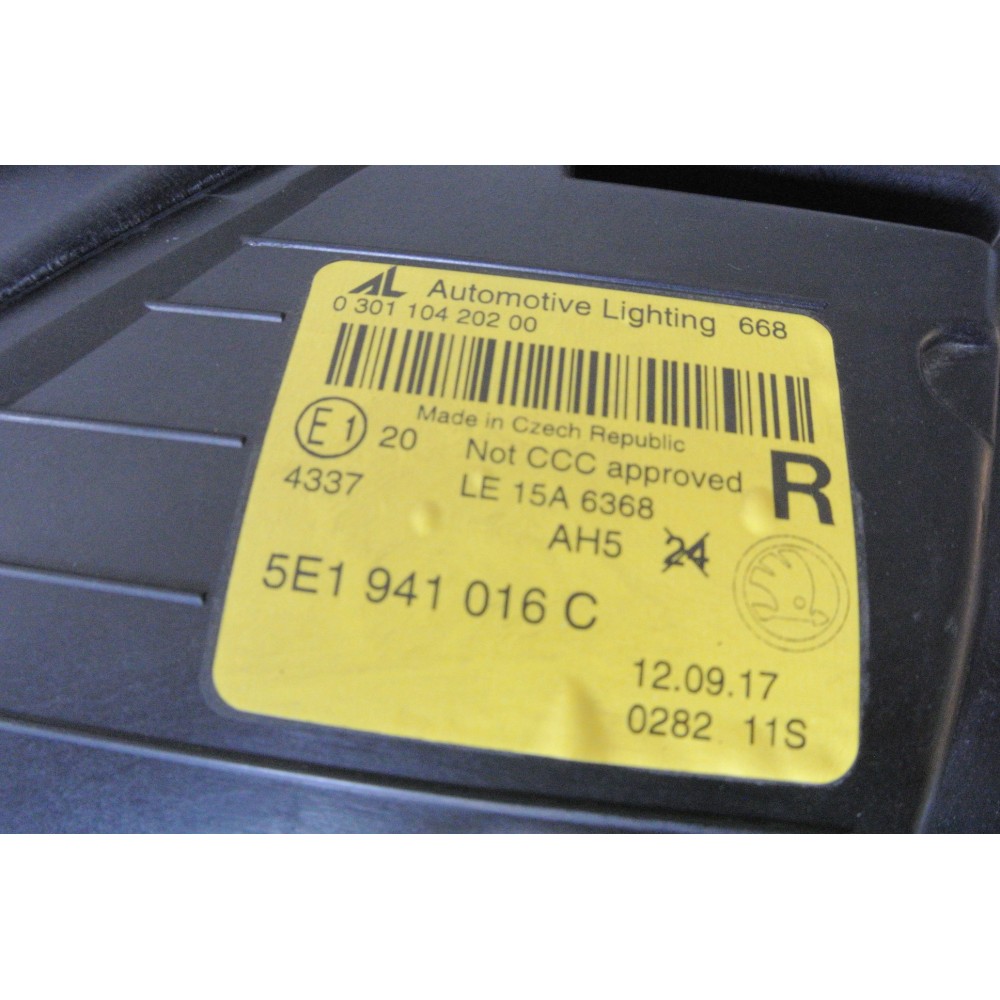 AL Automotive Lighting 668
0 301 104 202 00
Made in Czech Republic
E1 20 Not CCC approved R
4337 LE 15A 6368
AH5 24
5E1 941 016 C
12.09.17
0282 11S